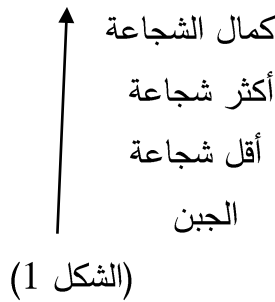 كمال الشجاعة
أكثر شجاعة
أقل شجاعة
الجبن
(الشكل 1)